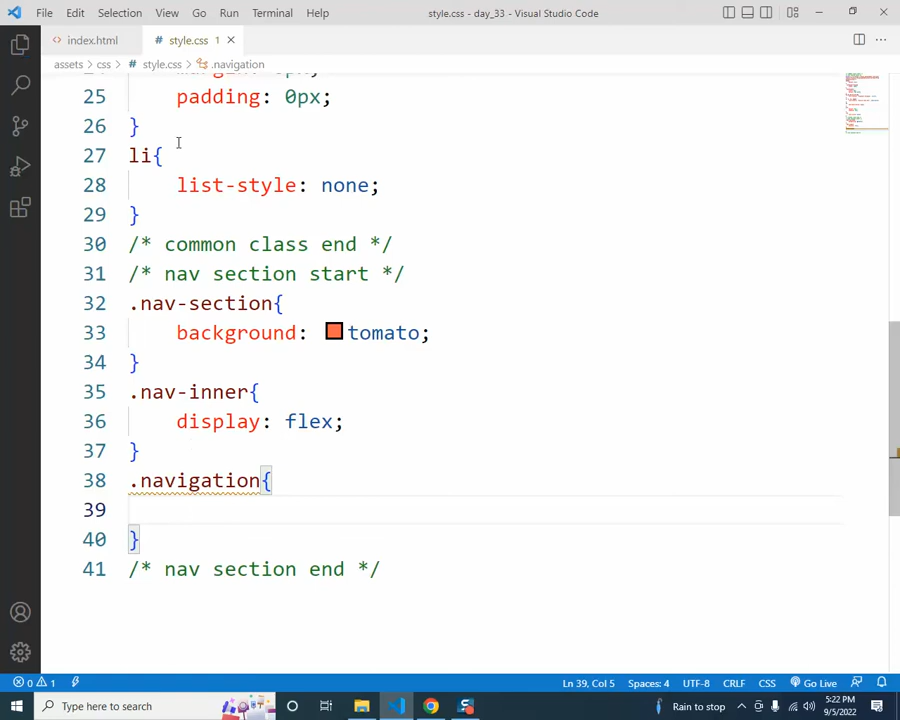 File Edit Selection View Go Run Terminal Help style.css - day_33 - Visual Studio Code
<> index.html # style.css 1 ×
assets > css > # style.css > .navigation
25 padding: 0px;
26 }
27 li{
28 list-style: none;
29 }
30 /* common class end */
31 /* nav section start */
32 .nav-section{
33 background: tomato;
34 }
35 .nav-inner{
36 display: flex;
37 }
38 .navigation{
39
40 }
41 /* nav section end */
0 1 Ln 39, Col 5 Spaces: 4 UTF-8 CRLF CSS Go Live
Type here to search Rain to stop 5:22 PM
9/5/2022